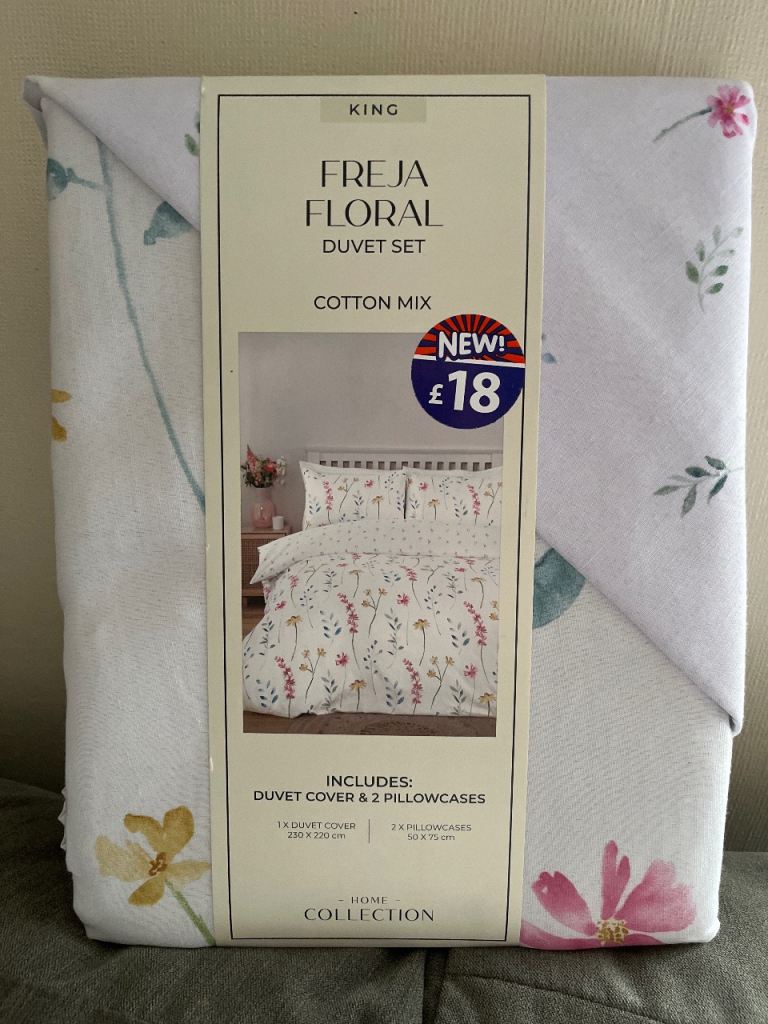 KING
FREJA
FLORAL
DUVET SET
COTTON MIX
NEW!
£18
INCLUDES:
DUVET COVER & 2 PILLOWCASES
1 X DUVET COVER
230 X 220 cm
2 X PILLOWCASES
50 X 75 cm
- HOME -
COLLECTION